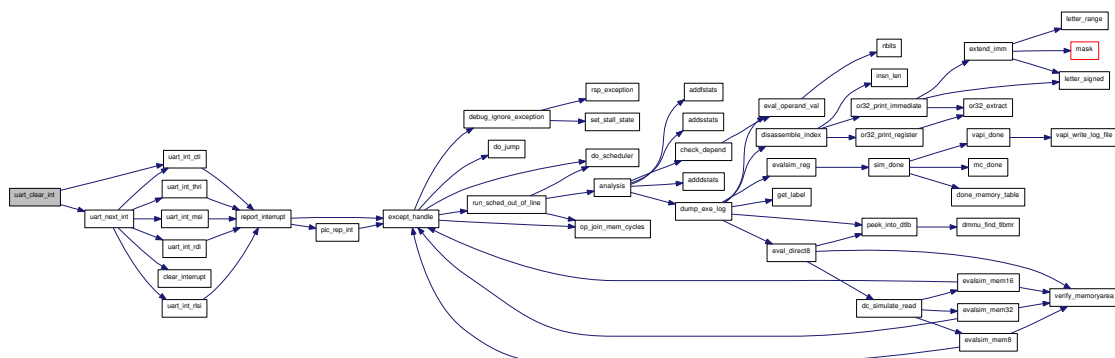 uart_clear_int
uart_next_int
uart_int_cti
uart_int_thri
uart_int_msi
uart_int_rdi
clear_interrupt
uart_int_rlsi
report_interrupt
pic_rep_int
except_handle
debug_ignore_exception
do_jump
run_sched_out_of_line
rsp_exception
set_stall_state
do_scheduler
analysis
op_join_mem_cycles
addfstats
addsstats
check_depend
adddstats
dump_exe_log
eval_operand_val
disassemble_index
evalsim_reg
get_label
eval_direct8
nbits
insn_len
or32_print_immediate
or32_print_register
sim_done
peek_into_dtlb
dc_simulate_read
extend_imm
or32_extract
vapi_done
mc_done
done_memory_table
dmmu_find_tlbmr
evalsim_mem16
evalsim_mem32
evalsim_mem8
letter_range
mask
letter_signed
vapi_write_log_file
verify_memoryarea